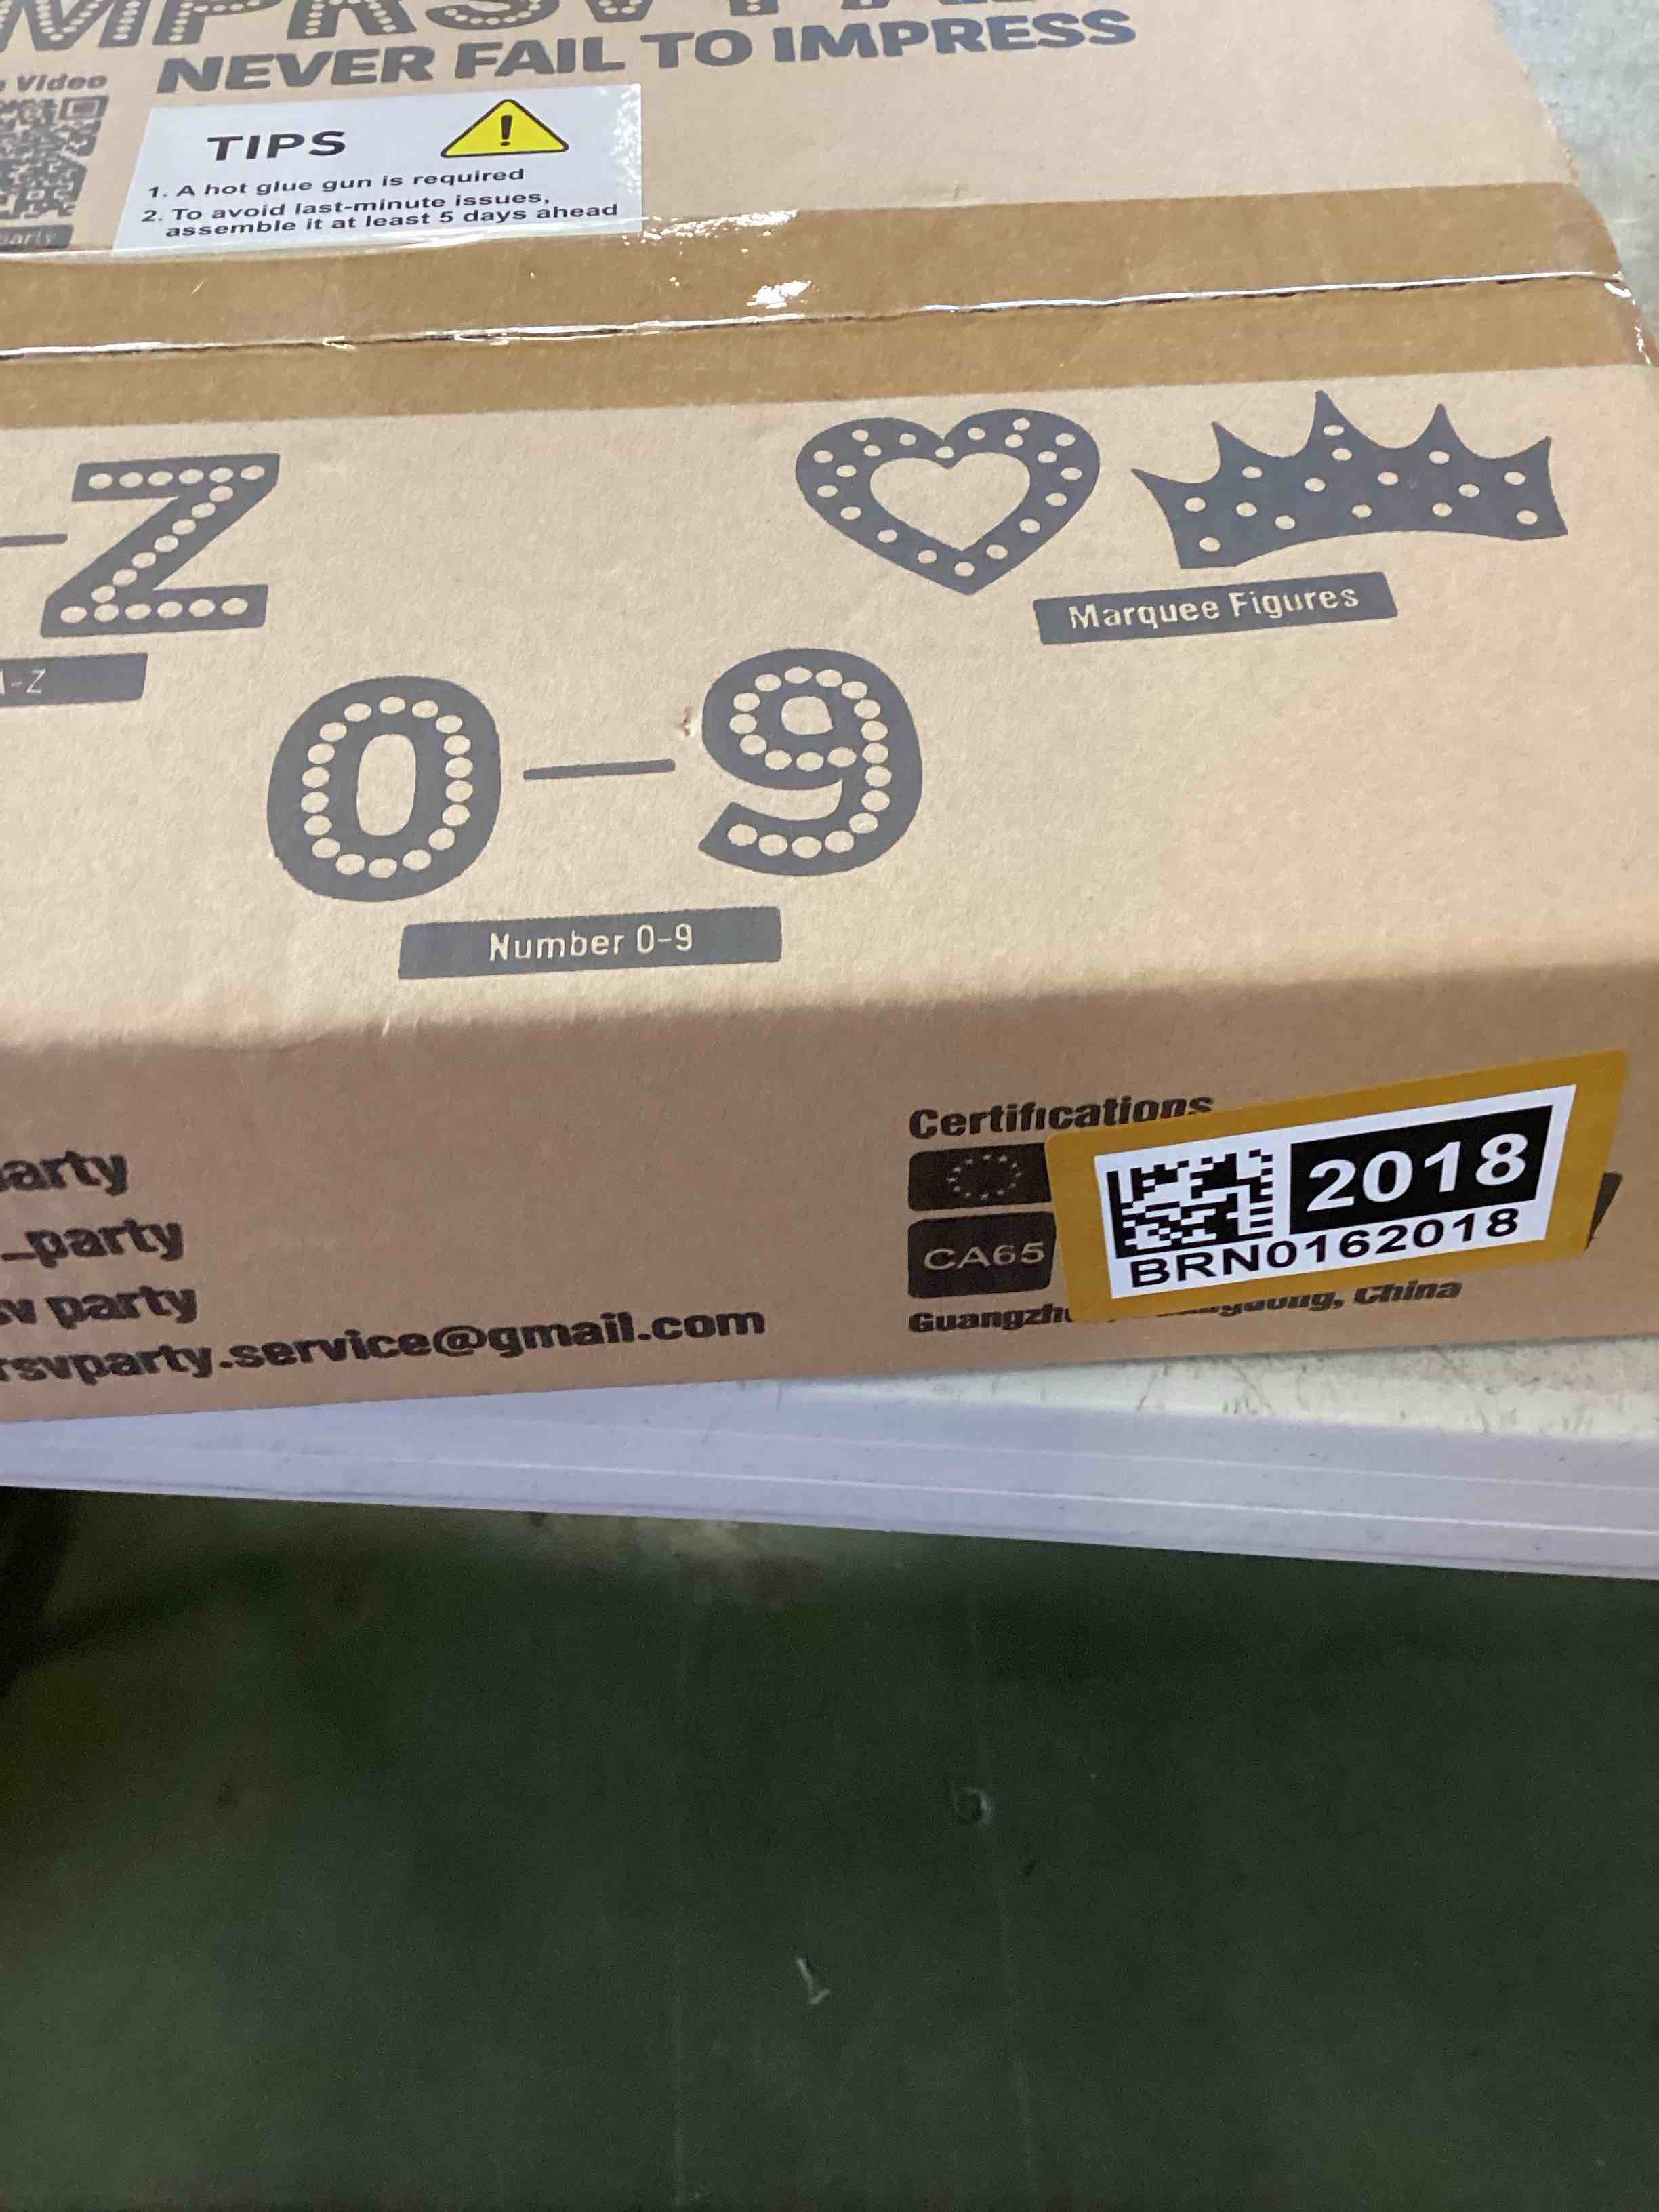 NEVER FAIL TO IMPRESS
Video
TIPS
1. A hot glue gun is required
2. To avoid last-minute issues,
assemble it at least 5 days ahead
Z
Marquee Figures
-Z
0-9
Number 0-9
Certifications
2018
BRN0162018
CA65
arty
_party
party
rsvparty.service@gmail.com
China